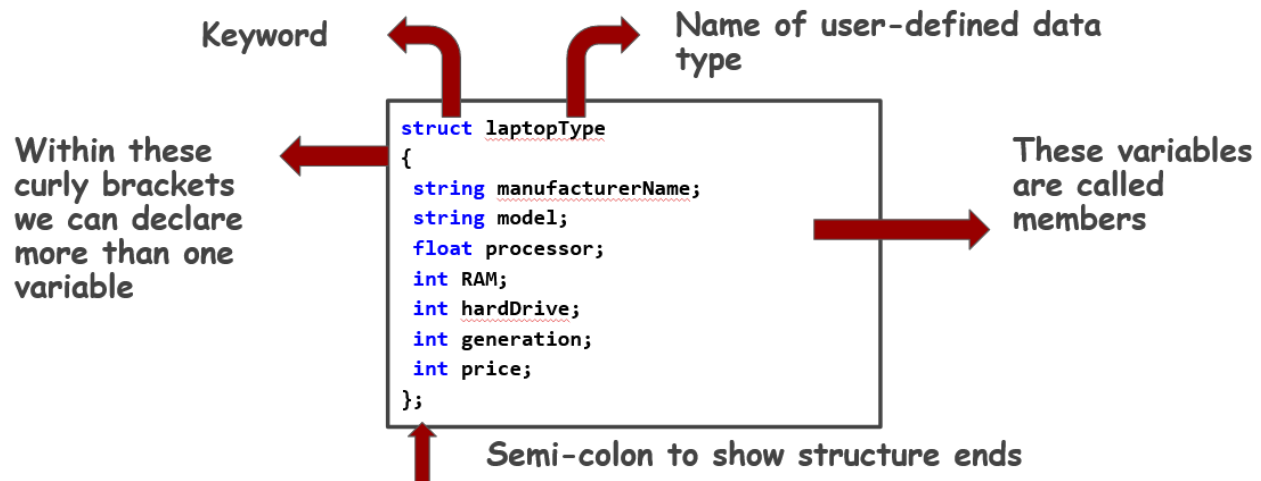 Keyword
Name of user-defined data
type
struct laptopType
{
string manufacturerName;
string model;
float processor;
int RAM;
int hardDrive;
int generation;
int price;
};
Within these
curly brackets
we can declare
more than one
variable
These variables
are called
members
Semi-colon to show structure ends